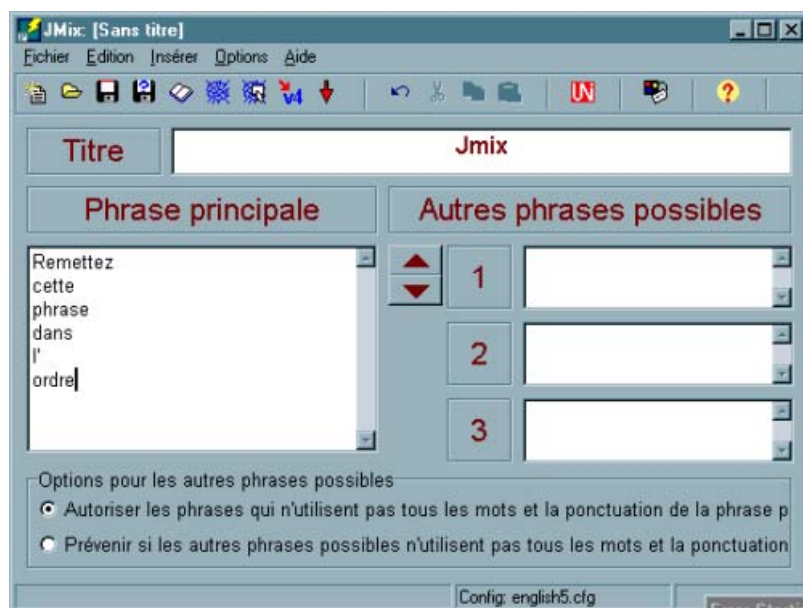 JMix: [Sans titre]
Fichier Edition Insérer Options Aide
V4 UN ?
Titre
Jmix
Phrase principale
Autres phrases possibles
Remettez
cette
phrase
dans
l'
ordre
1
2
3
Options pour les autres phrases possibles
Autoriser les phrases qui n'utilisent pas tous les mots et la ponctuation de la phrase p
Prévenir si les autres phrases possibles n'utilisent pas tous les mots et la ponctuation
Config: english5.cfg